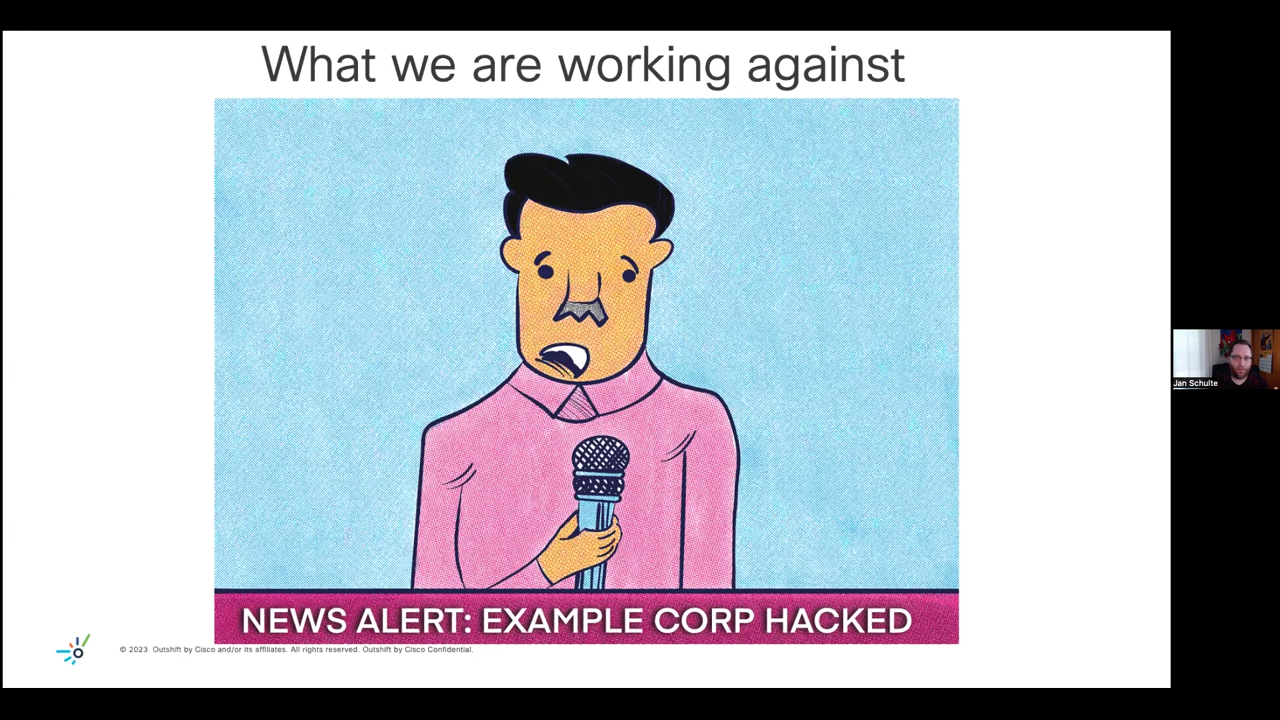 What we are working against
NEWS ALERT: EXAMPLE CORP HACKED
© 2023 Outshift by Cisco and/or its affiliates. All rights reserved. Outshift by Cisco Confidential.
Jan Schulte